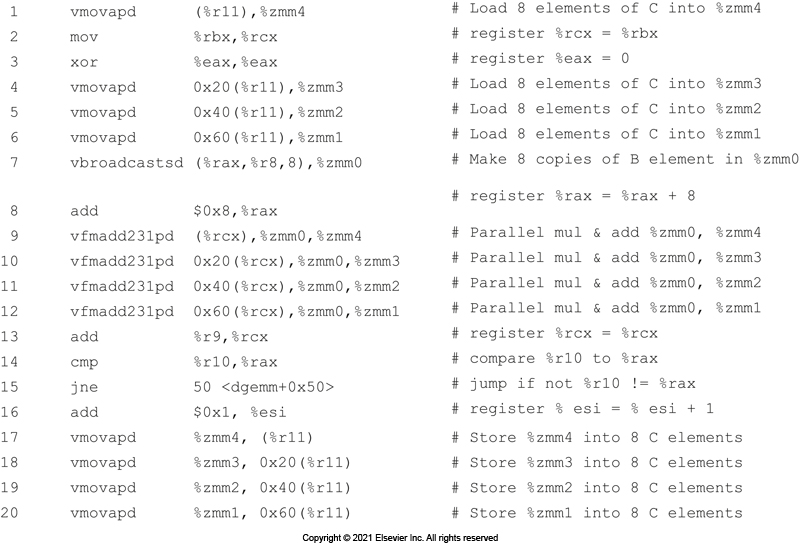 1 vmovapd (%r11),%zmm4 # Load 8 elements of C into %zmm4
2 mov %rbx,%rcx # register %rcx = %rbx
3 xor %eax,%eax # register %eax = 0
4 vmovapd 0x20(%r11),%zmm3 # Load 8 elements of C into %zmm3
5 vmovapd 0x40(%r11),%zmm2 # Load 8 elements of C into %zmm2
6 vmovapd 0x60(%r11),%zmm1 # Load 8 elements of C into %zmm1
7 vbroadcastsd (%rax,%r8,8),%zmm0 # Make 8 copies of B element in %zmm0
# register %rax = %rax + 8
8 add $0x8,%rax
9 vfmadd231pd (%rcx),%zmm0,%zmm4 # Parallel mul & add %zmm0, %zmm4
10 vfmadd231pd 0x20(%rcx),%zmm0,%zmm3 # Parallel mul & add %zmm0, %zmm3
11 vfmadd231pd 0x40(%rcx),%zmm0,%zmm2 # Parallel mul & add %zmm0, %zmm2
12 vfmadd231pd 0x60(%rcx),%zmm0,%zmm1 # Parallel mul & add %zmm0, %zmm1
13 add %r9,%rcx # register %rcx = %rcx
14 cmp %r10,%rax # compare %r10 to %rax
15 jne 50 <dgemm+0x50> # jump if not %r10 != %rax
16 add $0x1, %esi # register % esi = % esi + 1
17 vmovapd %zmm4, (%r11) # Store %zmm4 into 8 C elements
18 vmovapd %zmm3, 0x20(%r11) # Store %zmm3 into 8 C elements
19 vmovapd %zmm2, 0x40(%r11) # Store %zmm2 into 8 C elements
20 vmovapd %zmm1, 0x60(%r11) # Store %zmm1 into 8 C elements
Copyright © 2021 Elsevier Inc. All rights reserved